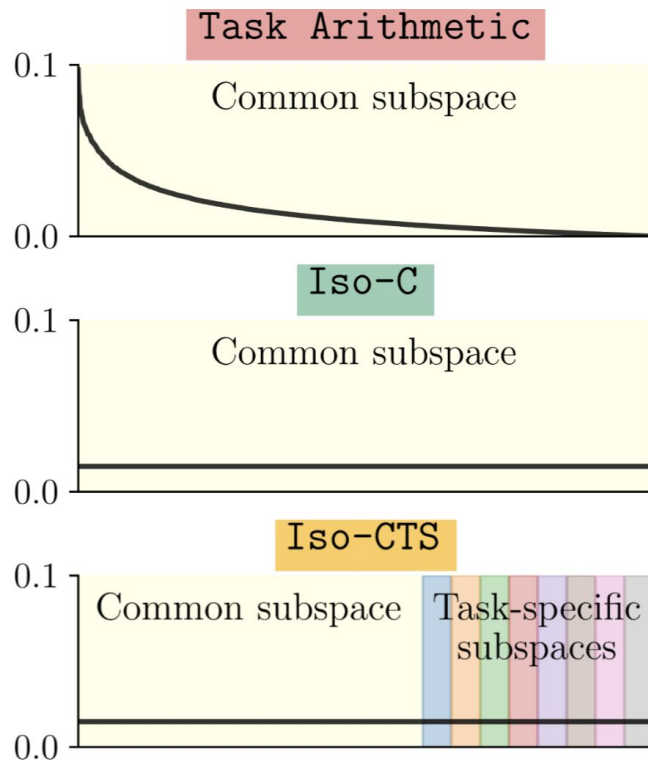 Task Arithmetic
0.1
Common subspace
0.0
Iso-C
0.1
Common subspace
0.0
Iso-CTS
0.1
Common subspace
Task-specific
subspaces
0.0